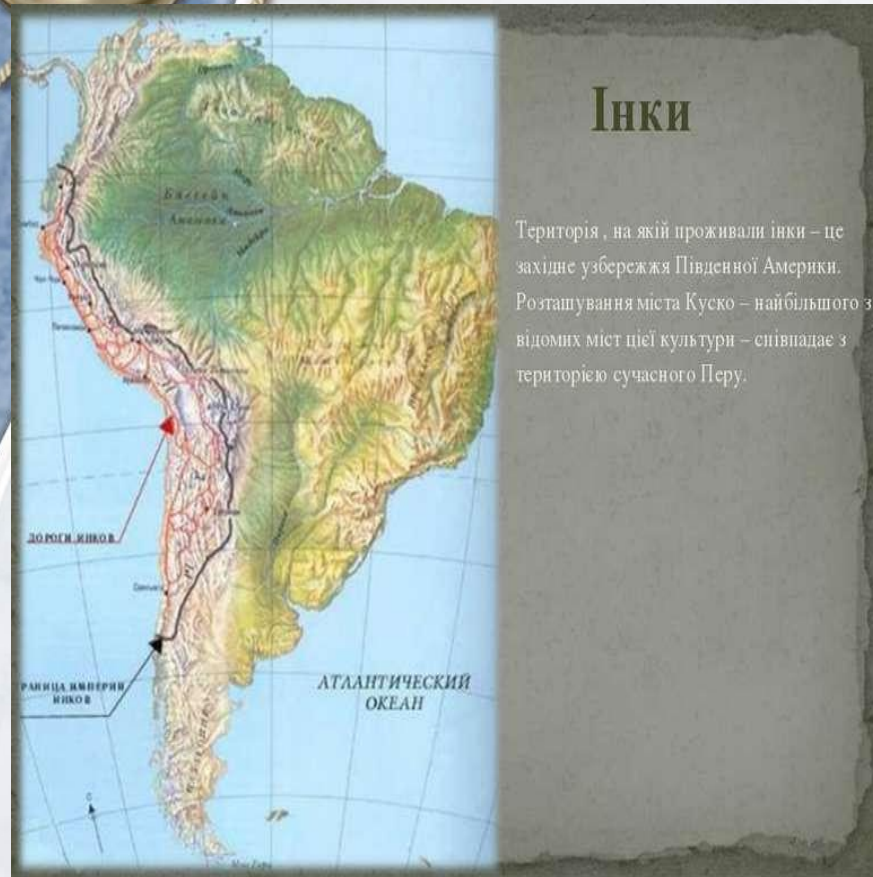 Інки
Територія , на якій проживали інки – це
західне узбережжя Південної Америки.
Розташування міста Куско – найбільшого з
відомих міст цієї культури – співпадає з
територією сучасного Перу.
Бассейн
Амазонки
ДОРОГИ ИНКОВ
РАНИЦА ИМПЕРИИ
ИНКОВ
АТЛАНТИЧЕСКИЙ
ОКЕАН
С